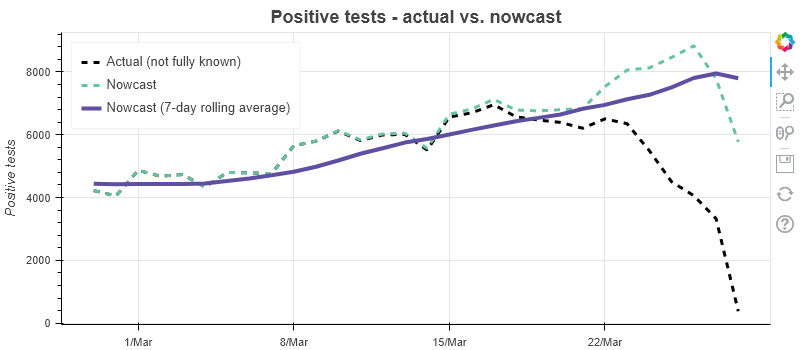 Positive tests - actual vs. nowcast
Actual (not fully known)
Nowcast
Nowcast (7-day rolling average)
Positive tests
8000
6000
4000
2000
0
1/Mar
8/Mar
15/Mar
22/Mar